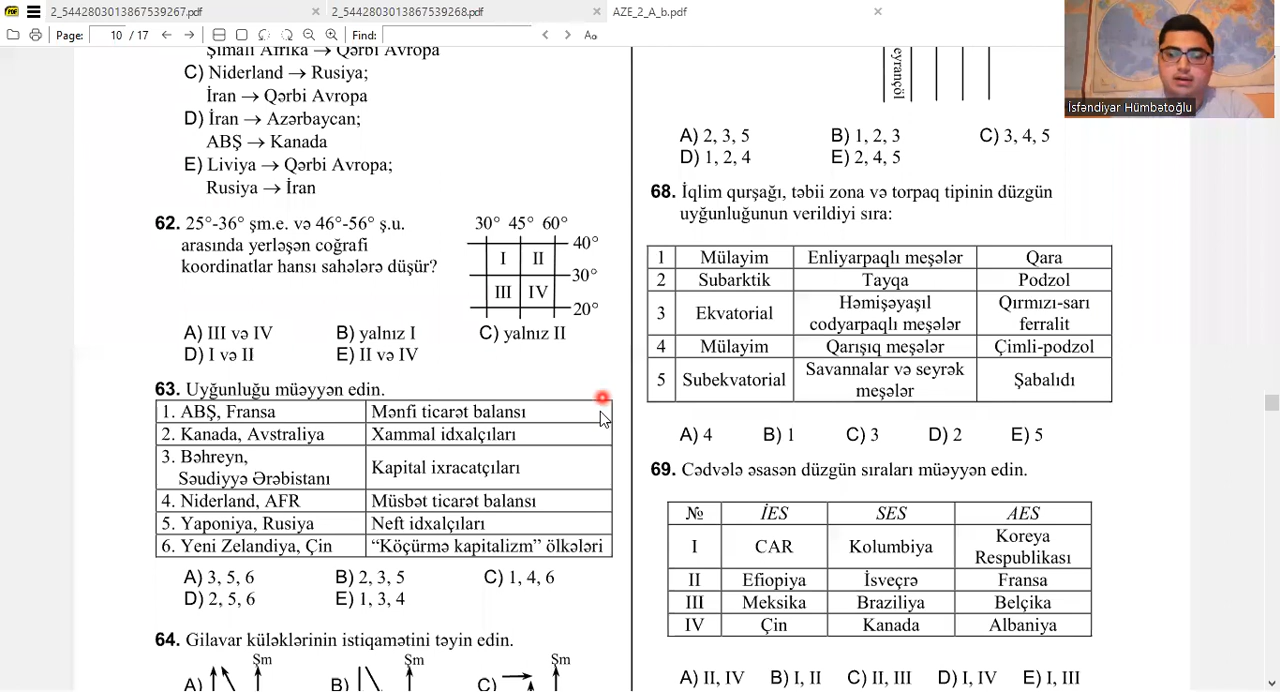 2_5442803013867539267.pdf
2_5442803013867539268.pdf
AZE_2_A_b.pdf
Page: 10 / 17
Find:
Şimali Afrika → Qərbi Avropa
C) Niderland → Rusiya;
İran → Qərbi Avropa
D) İran → Azərbaycan;
ABŞ → Kanada
E) Liviya → Qərbi Avropa;
Rusiya → İran
62. 25°-36° şm.e. və 46°-56° ş.u.
arasında yerləşən coğrafi
koordinatlar hansı sahələrə düşür?
30° 45° 60°
40°
I II
30°
III IV
20°
A) III və IV B) yalnız I C) yalnız II
D) I və II E) II və IV
63. Uyğunluğu müəyyən edin.
1. ABŞ, Fransa Mənfi ticarət balansı
2. Kanada, Avstraliya Xammal idxalçıları
3. Bəhreyn,
Səudiyyə Ərəbistanı Kapital ixracatçıları
4. Niderland, AFR Müsbət ticarət balansı
5. Yaponiya, Rusiya Neft idxalçıları
6. Yeni Zelandiya, Çin “Köçürmə kapitalizm” ölkələri
A) 3, 5, 6 B) 2, 3, 5 C) 1, 4, 6
D) 2, 5, 6 E) 1, 3, 4
64. Gilavar küləklərinin istiqamətini təyin edin.
Şm Şm Şm
A) B) C)
eyrançöl
A) 2, 3, 5 B) 1, 2, 3 C) 3, 4, 5
D) 1, 2, 4 E) 2, 4, 5
68. İqlim qurşağı, təbii zona və torpaq tipinin düzgün
uyğunluğunun verildiyi sıra:
1 Mülayim Enliyarpaqlı meşələr Qara
2 Subarktik Tayqa Podzol
3 Ekvatorial Həmişəyaşıl codyarpaqlı meşələr Qırmızı-sarı ferralit
4 Mülayim Qarışıq meşələr Çimli-podzol
5 Subekvatorial Savannalar və seyrək meşələr Şabalıdı
A) 4 B) 1 C) 3 D) 2 E) 5
69. Cədvələ əsasən düzgün sıraları müəyyən edin.
№ İES SES AES
I CAR Kolumbiya Koreya Respublikası
II Efiopiya İsveçrə Fransa
III Meksika Braziliya Belçika
IV Çin Kanada Albaniya
A) II, IV B) I, II C) II, III D) I, IV E) I, III
İsfəndiyar Hümbətoğlu